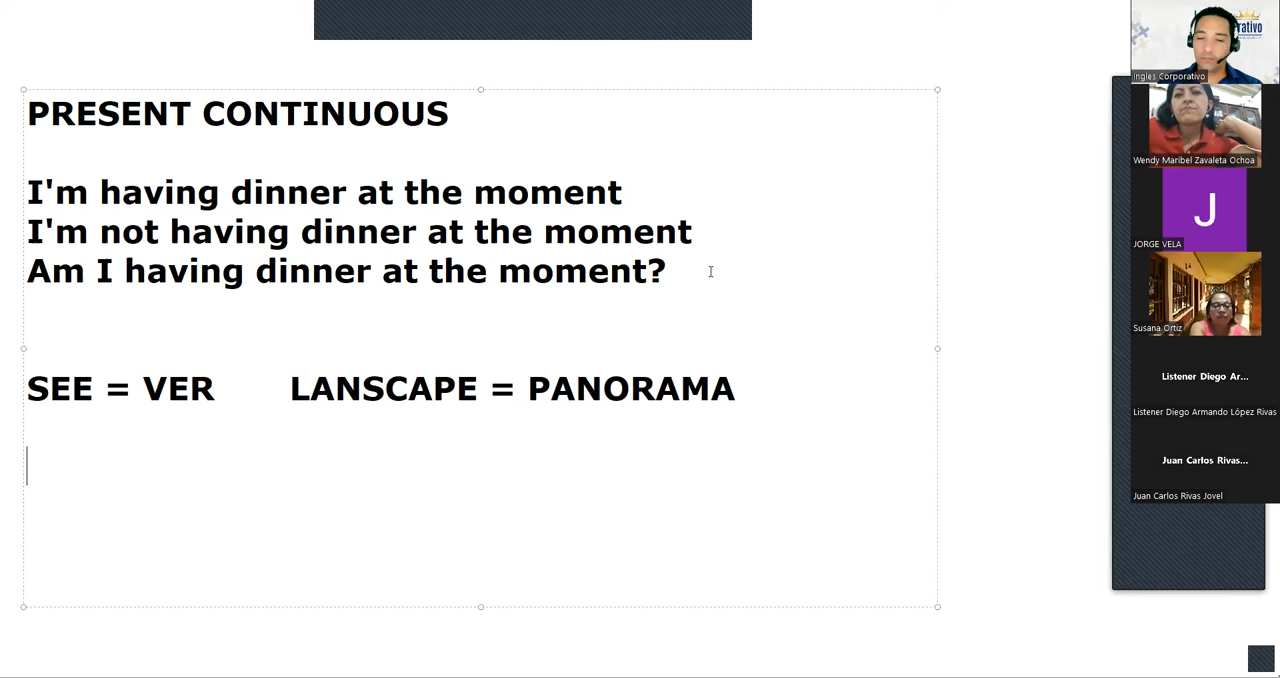 PRESENT CONTINUOUS
I'm having dinner at the moment
I'm not having dinner at the moment
Am I having dinner at the moment?
SEE = VER LANSCAPE = PANORAMA
Ingles Corporativo
Wendy Maribel Zavaleta Ochoa
J
JORGE VELA
Susana Ortiz
Listener Diego Ar...
Listener Diego Armando López Rivas
Juan Carlos Rivas...
Juan Carlos Rivas Jovel